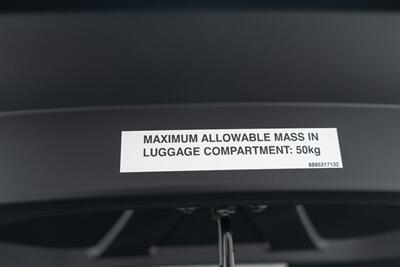 MAXIMUM ALLOWABLE MASS IN
LUGGAGE COMPARTMENT: 50kg
8895317132